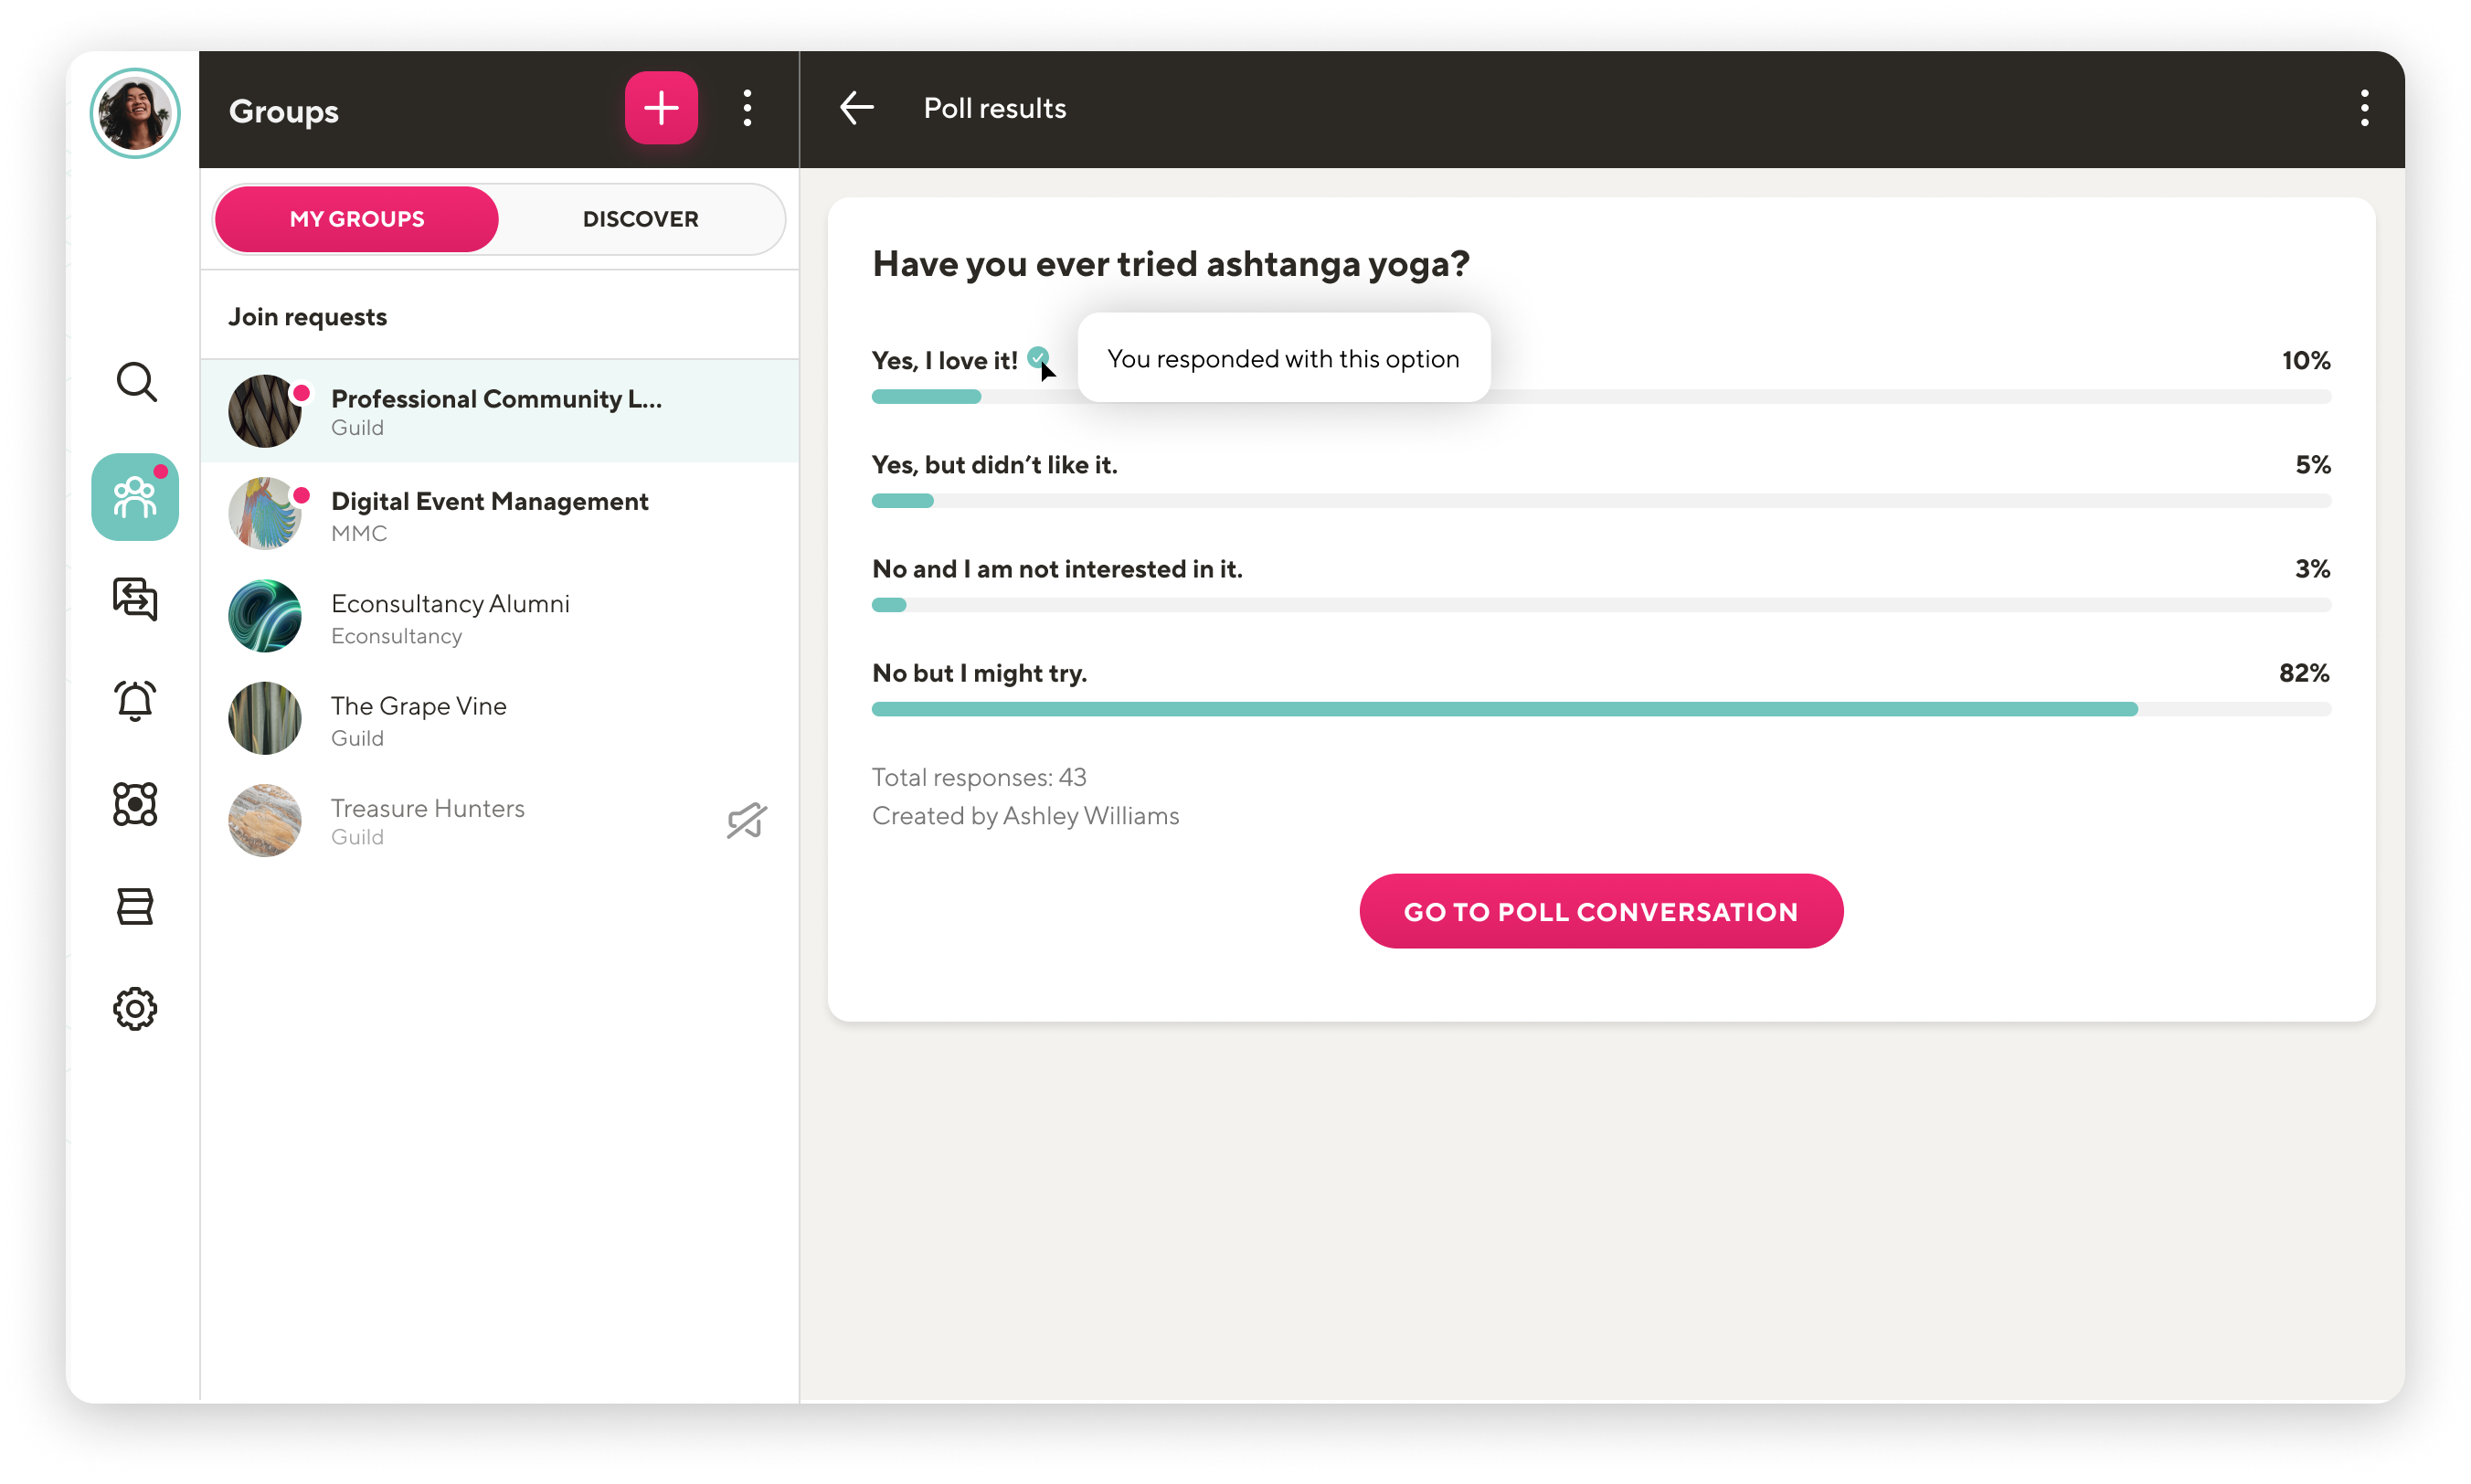 Groups
MY GROUPS
DISCOVER
Join requests
Professional Community L...
Guild
Digital Event Management
MMC
Econsultancy Alumni
Econsultancy
The Grape Vine
Guild
Treasure Hunters
Guild
Poll results
Have you ever tried ashtanga yoga?
Yes, I love it!
You responded with this option
10%
Yes, but didn’t like it.
5%
No and I am not interested in it.
3%
No but I might try.
82%
Total responses: 43
Created by Ashley Williams
GO TO POLL CONVERSATION